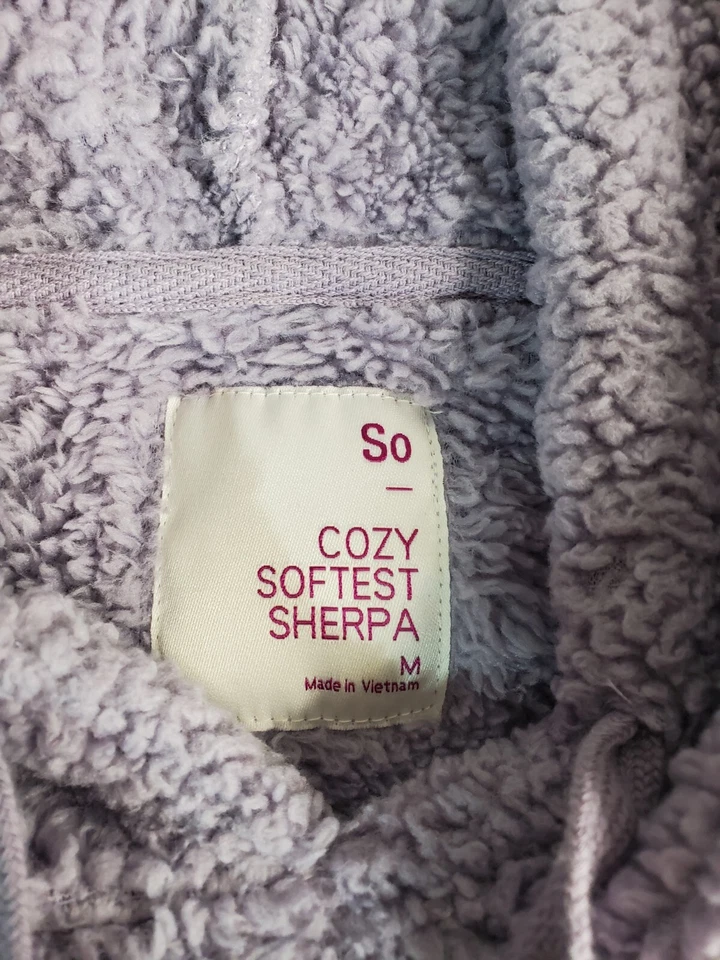 So
—
COZY
SOFTEST
SHERPA
M
Made in Vietnam